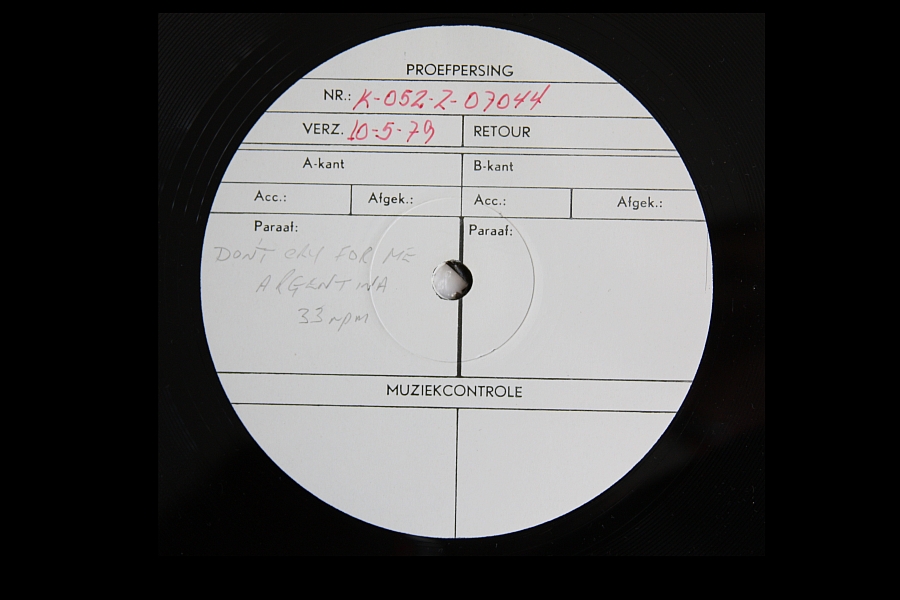 PROEFPERSING
NR.: K-052-Z-07044
VERZ. 10-5-79 RETOUR
A-kant B-kant
Acc.: Afgek.: Acc.: Afgek.:
Paraaf: Paraaf:
DON'T CRY FOR ME
ARGENTINA
33 rpm
MUZIEKCONTROLE